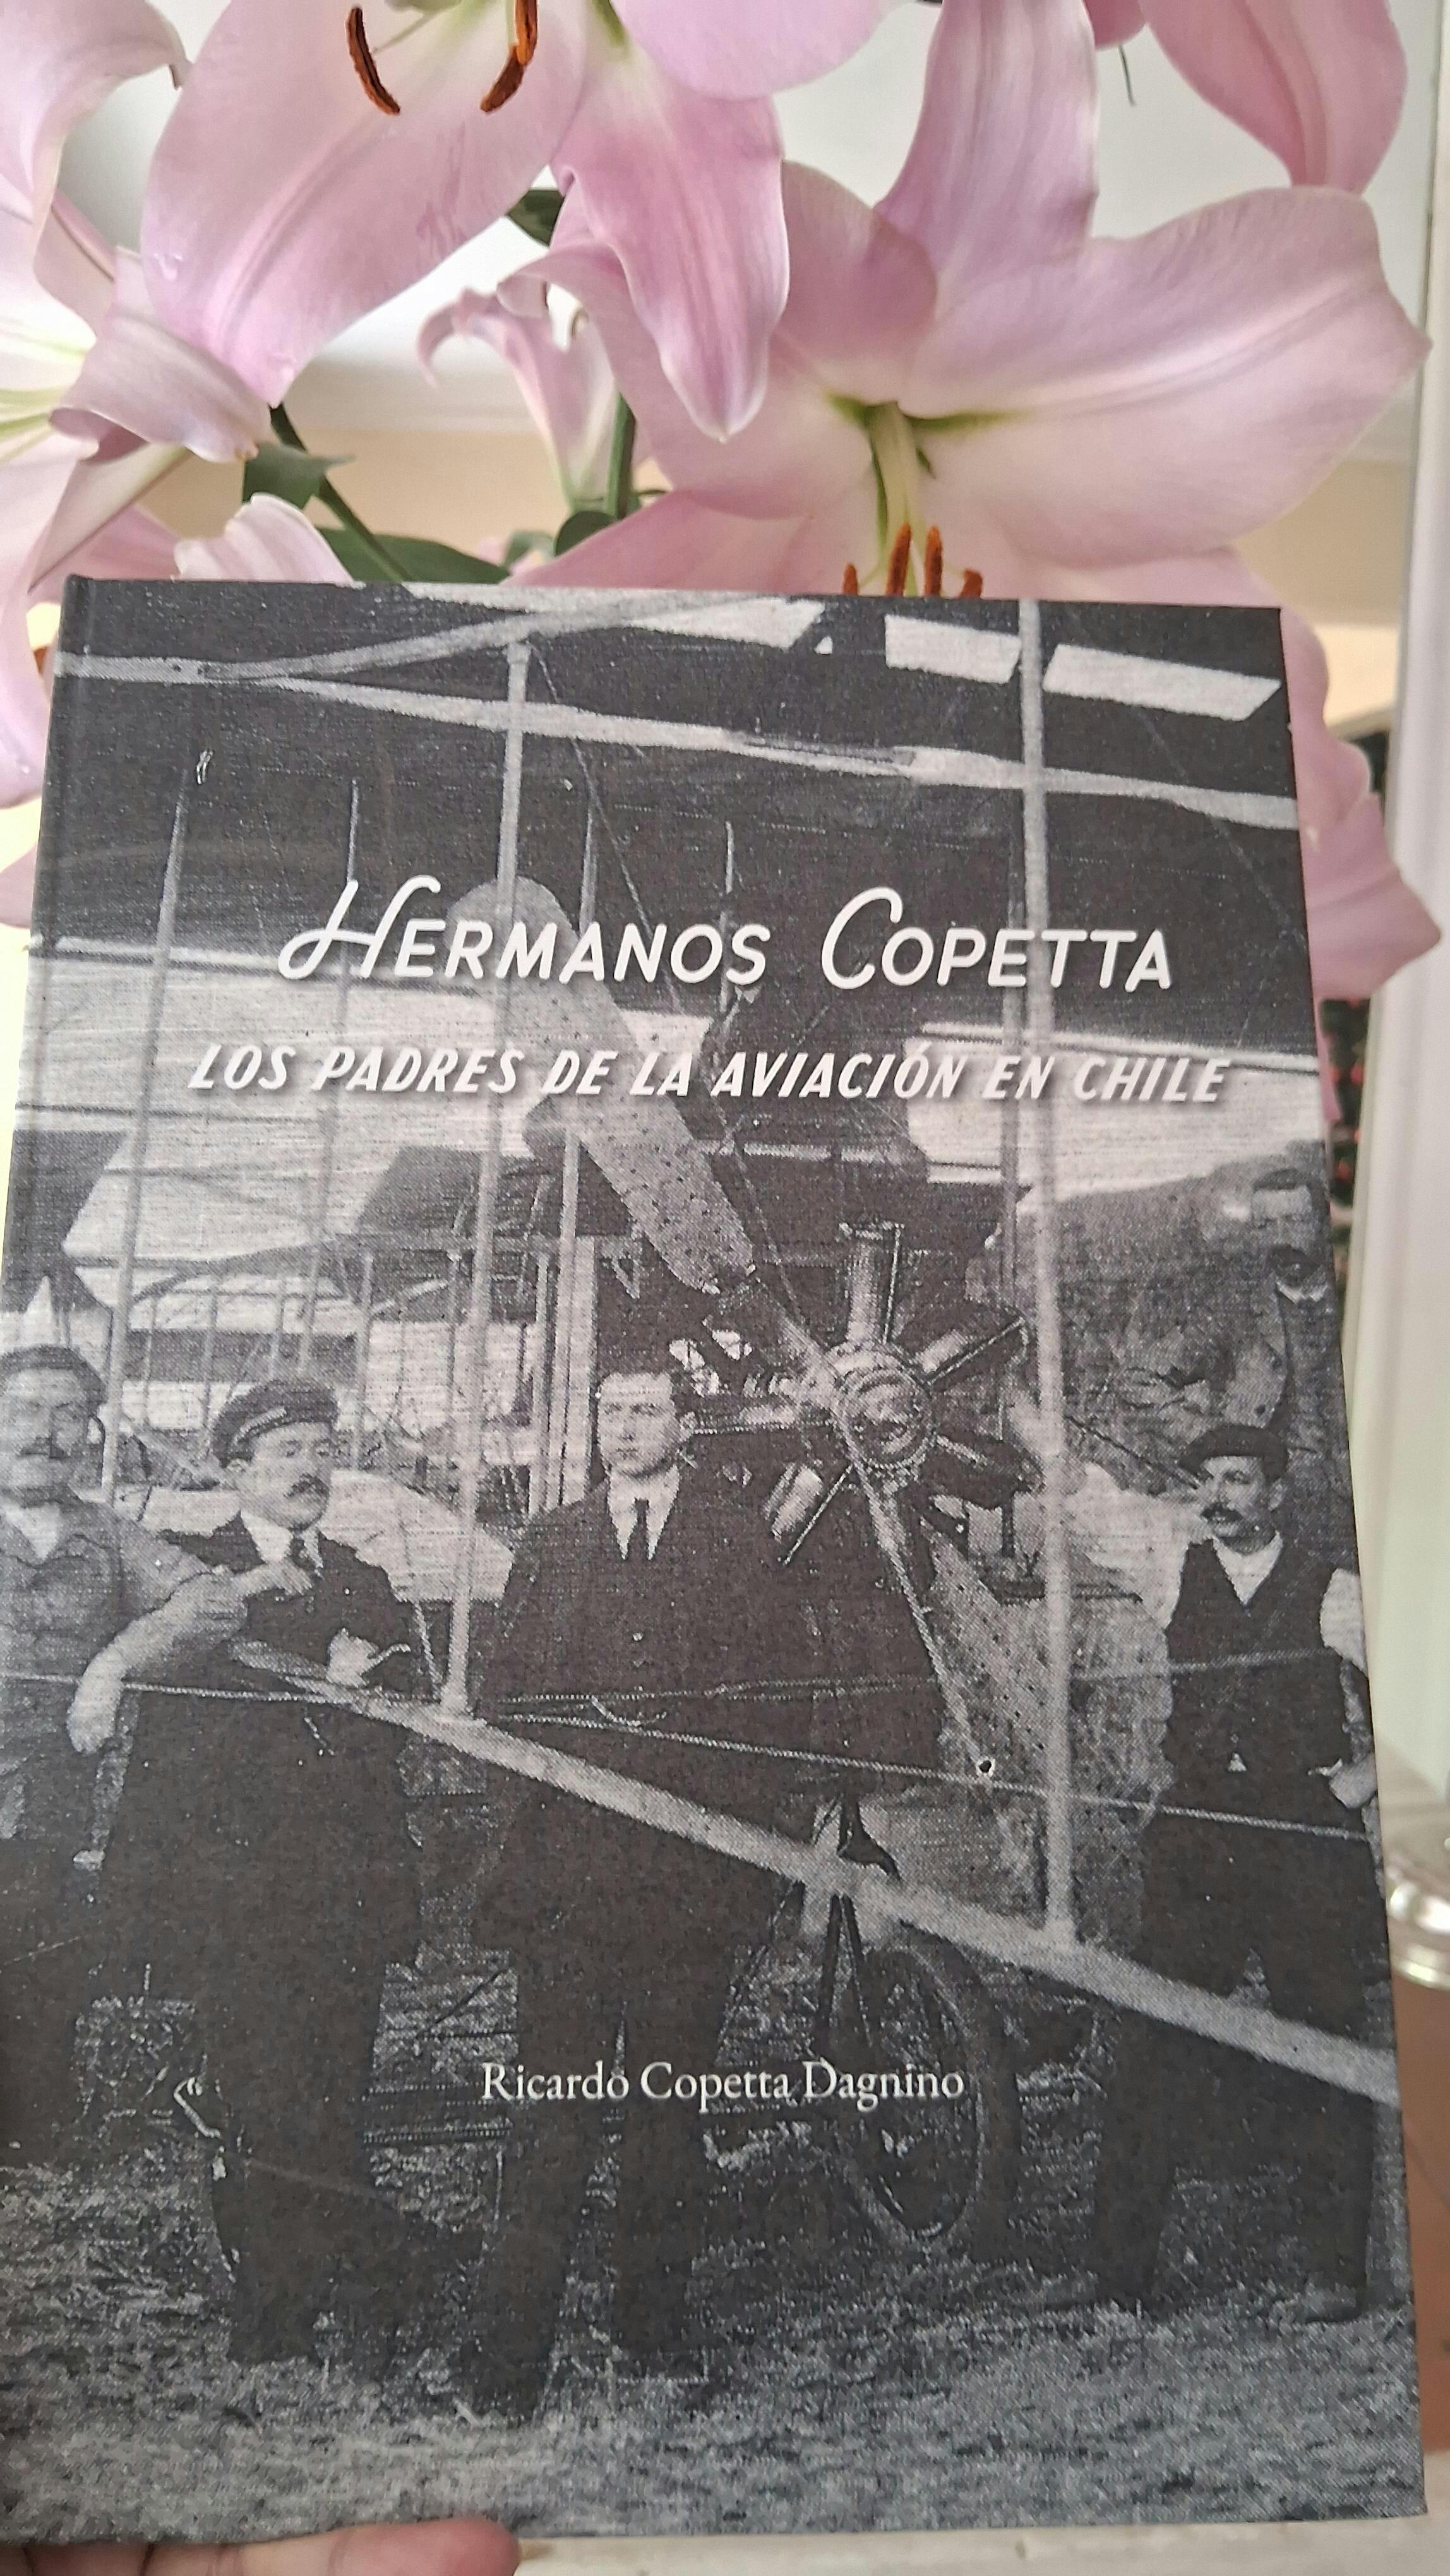 HERMANOS COPETTA
LOS PADRES DE LA AVIACIÓN EN CHILE
Ricardo Copetta Dagnino